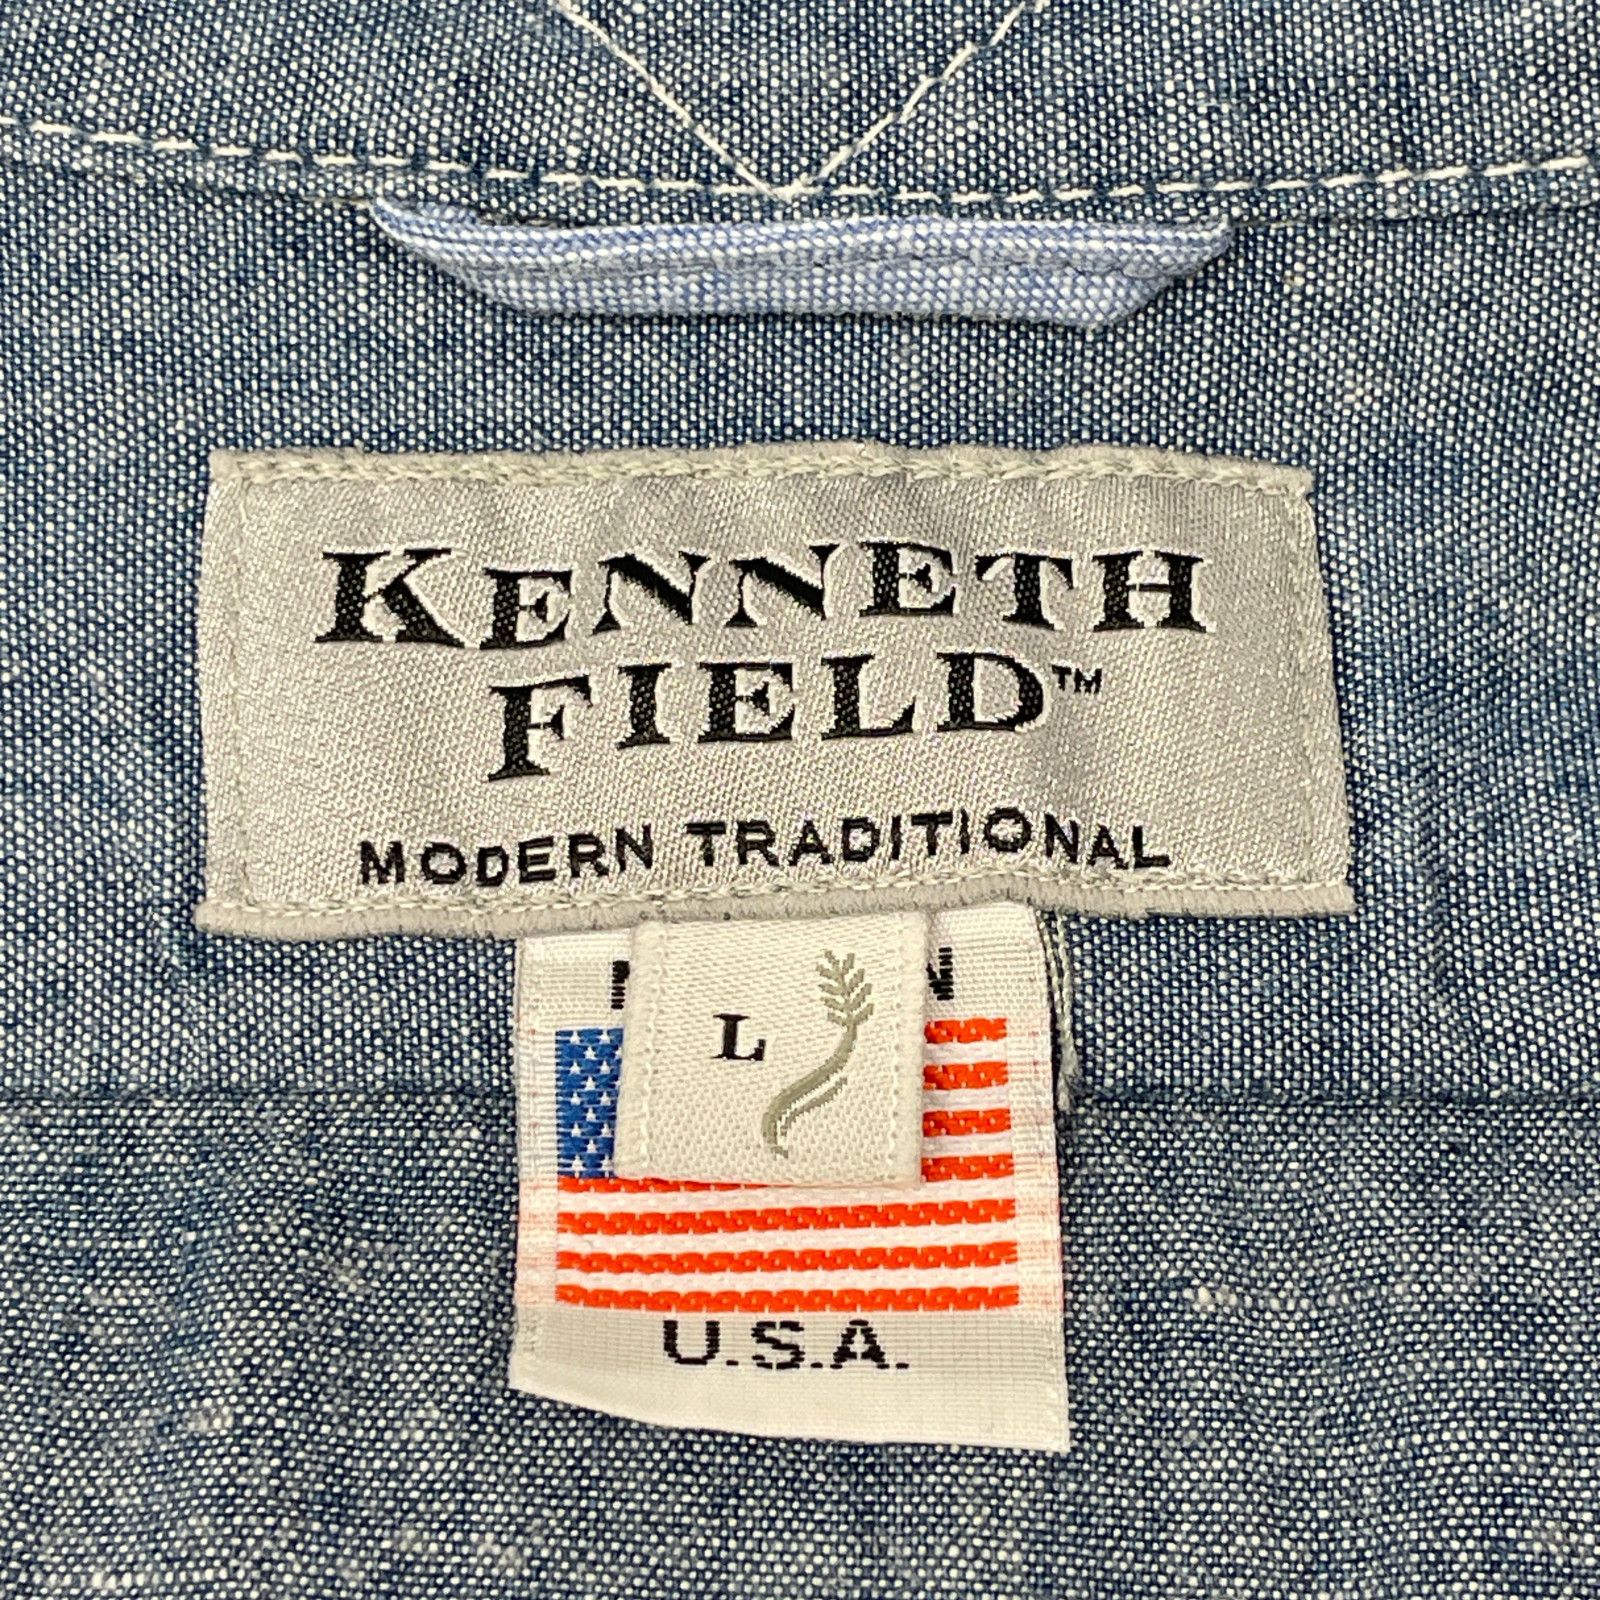 KENNETH
FIELD™
MODERN TRADITIONAL
L
U.S.A.